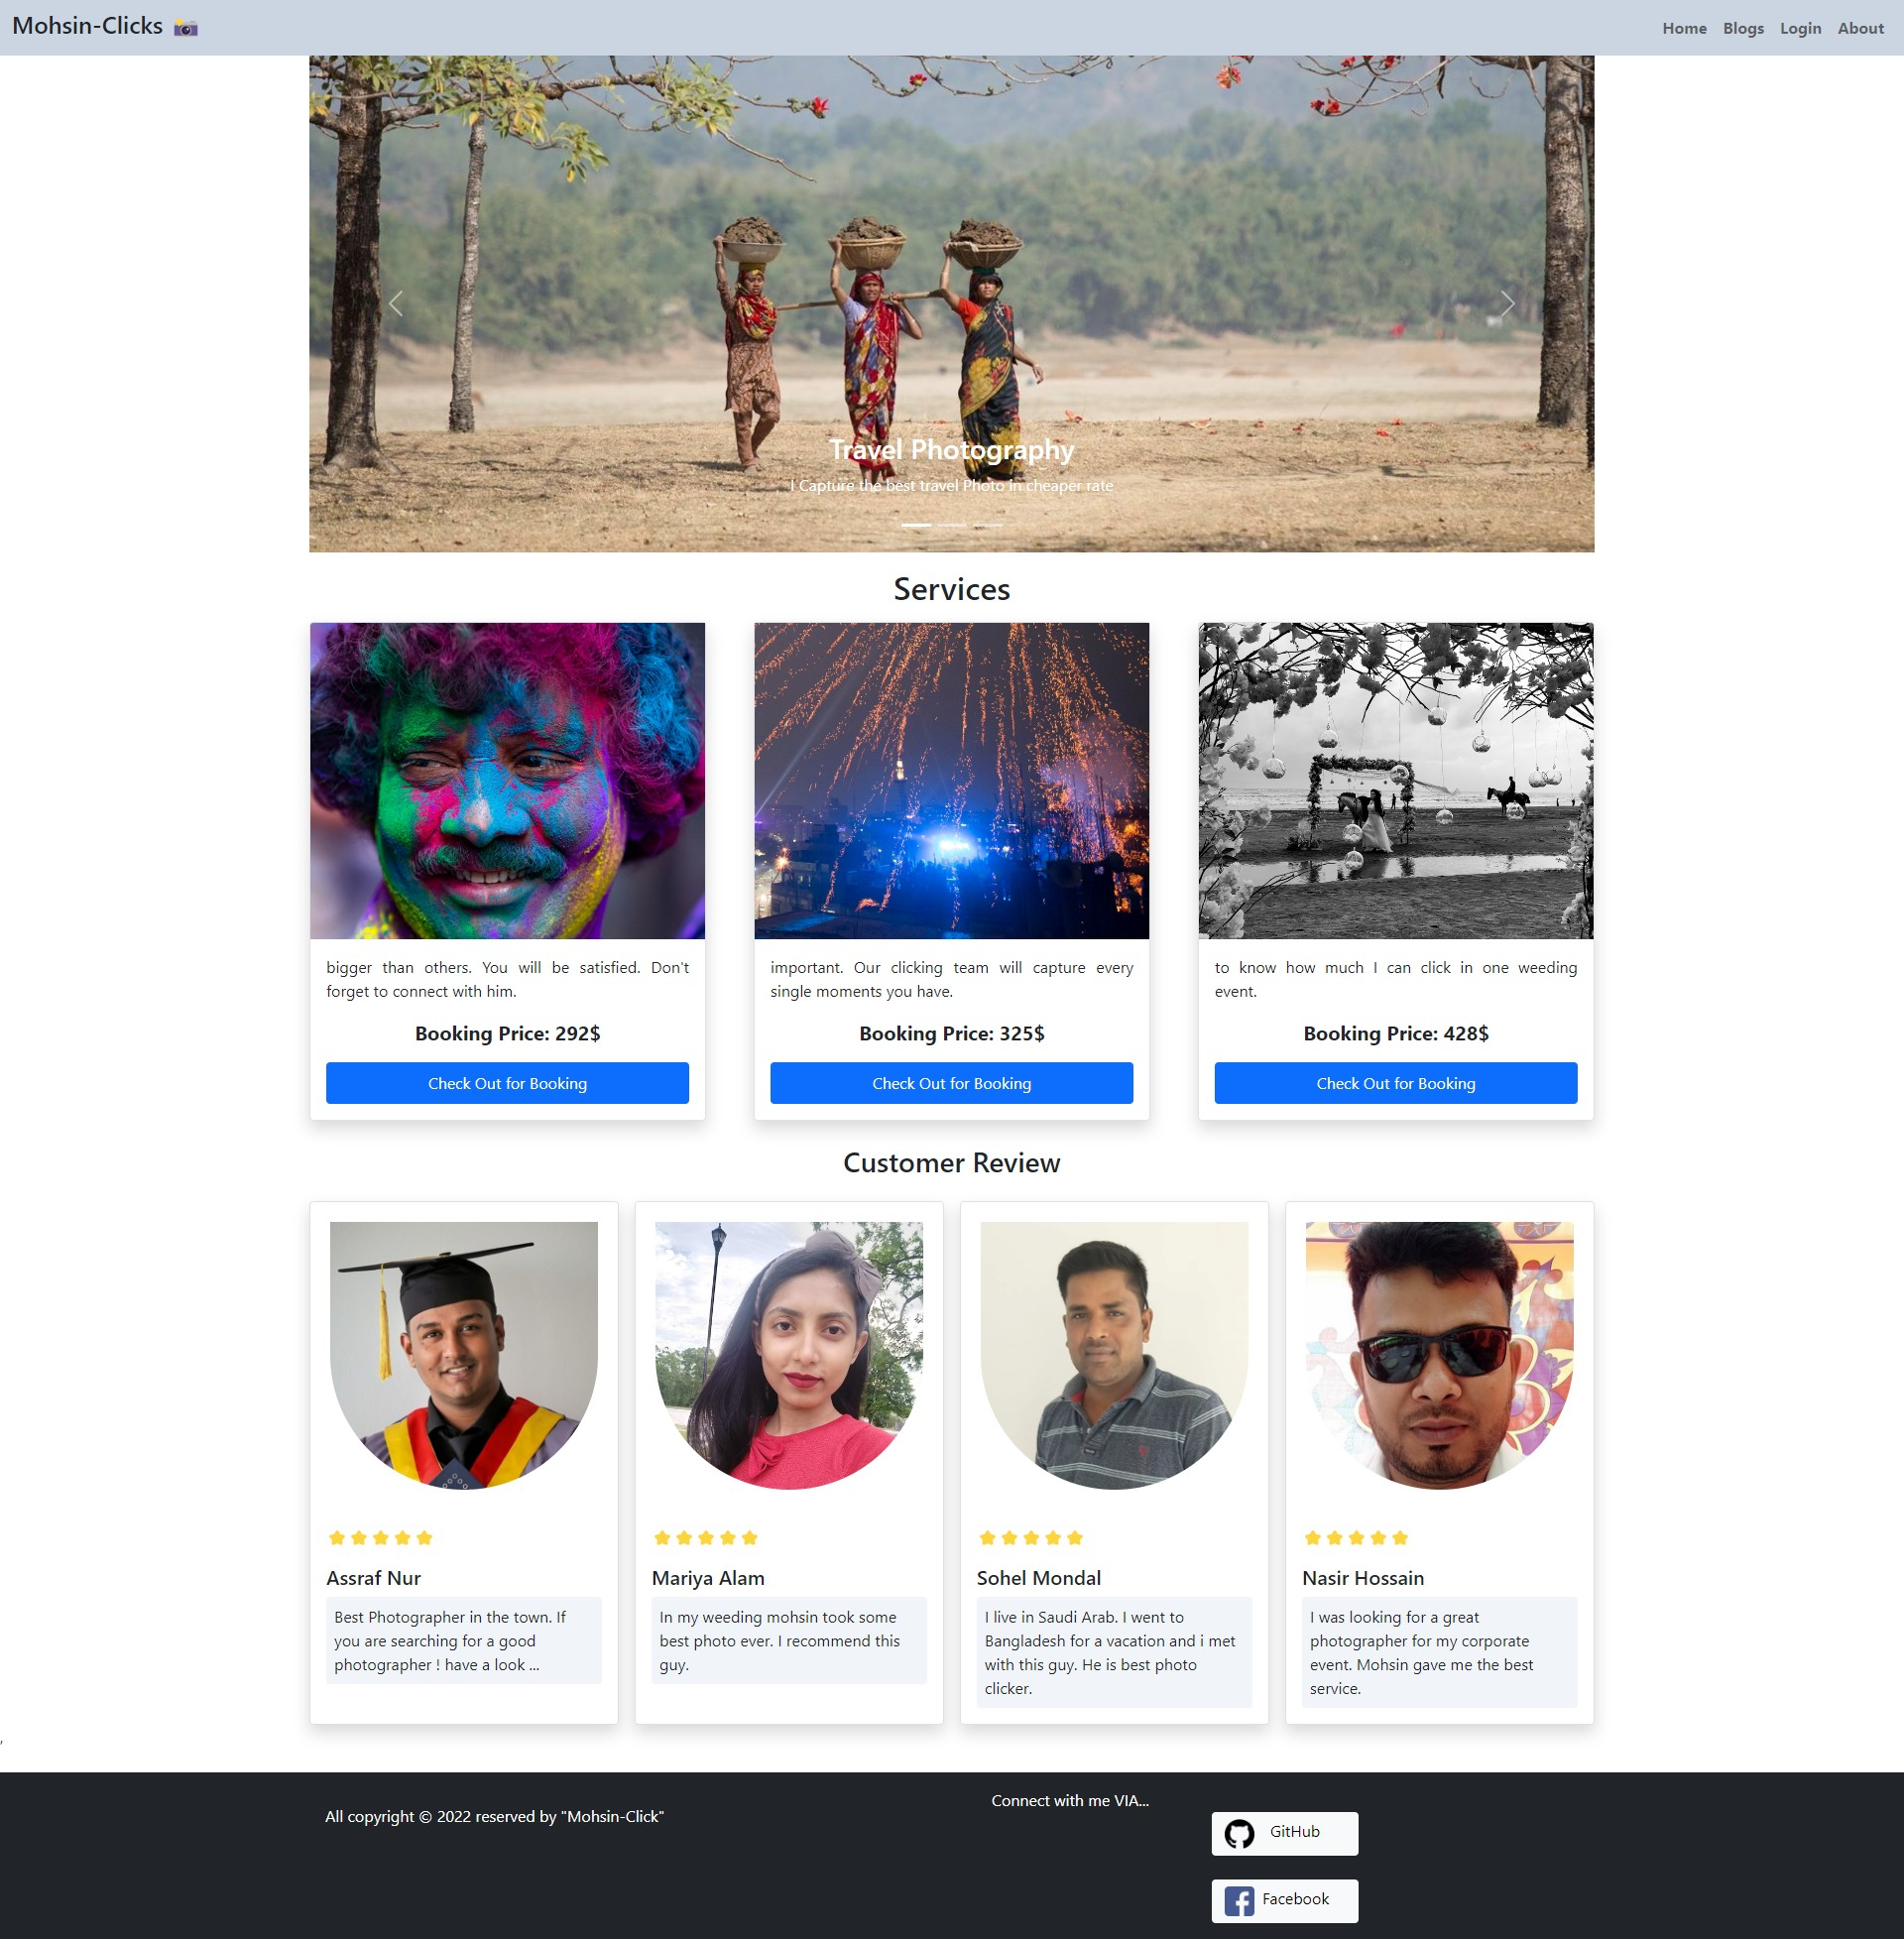 Mohsin-Clicks
Home Blogs Login About
Travel Photography
I Capture the best travel Photo in cheaper rate
Services
bigger than others. You will be satisfied. Don't
forget to connect with him.
Booking Price: 292$
Check Out for Booking
important. Our clicking team will capture every
single moments you have.
Booking Price: 325$
Check Out for Booking
to know how much I can click in one weeding
event.
Booking Price: 428$
Check Out for Booking
Customer Review
Assraf Nur
Best Photographer in the town. If
you are searching for a good
photographer ! have a look ...
Mariya Alam
In my weeding mohsin took some
best photo ever. I recommend this
guy.
Sohel Mondal
I live in Saudi Arab. I went to
Bangladesh for a vacation and i met
with this guy. He is best photo
clicker.
Nasir Hossain
I was looking for a great
photographer for my corporate
event. Mohsin gave me the best
service.
,
All copyright © 2022 reserved by "Mohsin-Click"
Connect with me VIA...
GitHub
Facebook